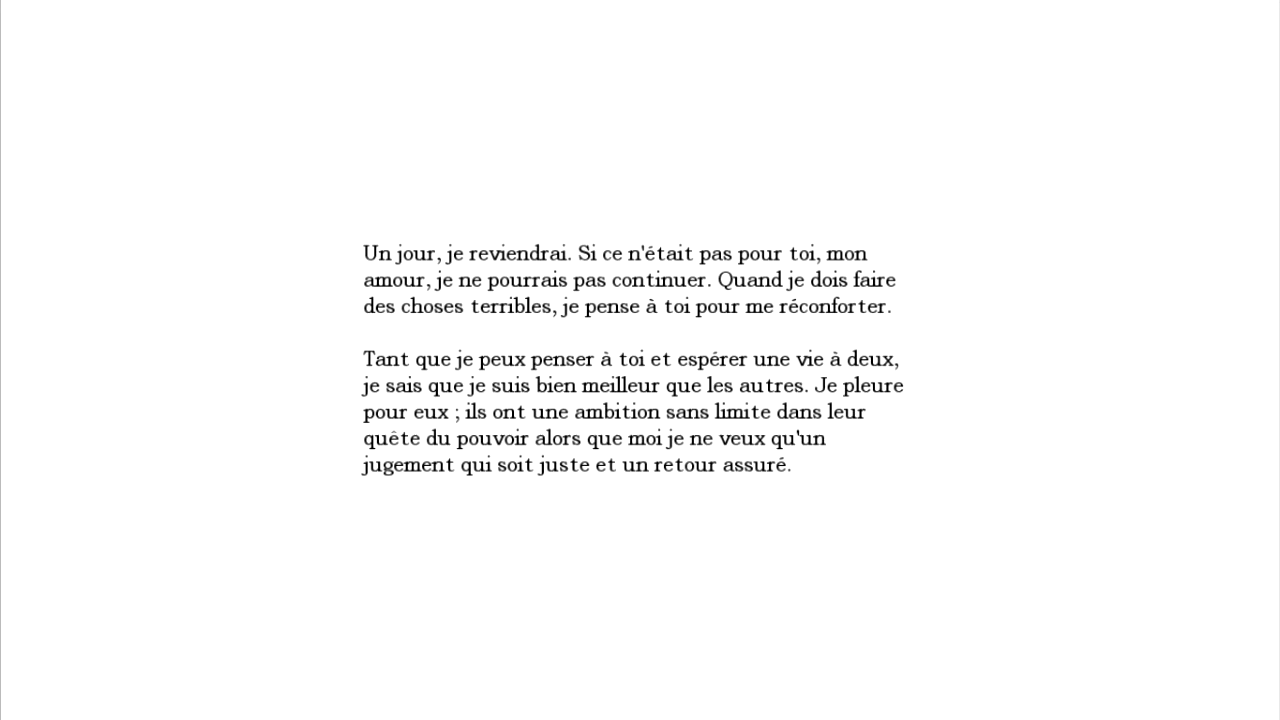 Un jour, je reviendrai. Si ce n'était pas pour toi, mon
amour, je ne pourrais pas continuer. Quand je dois faire
des choses terribles, je pense à toi pour me réconforter.
Tant que je peux penser à toi et espérer une vie à deux,
je sais que je suis bien meilleur que les autres. Je pleure
pour eux ; ils ont une ambition sans limite dans leur
quête du pouvoir alors que moi je ne veux qu'un
jugement qui soit juste et un retour assuré.